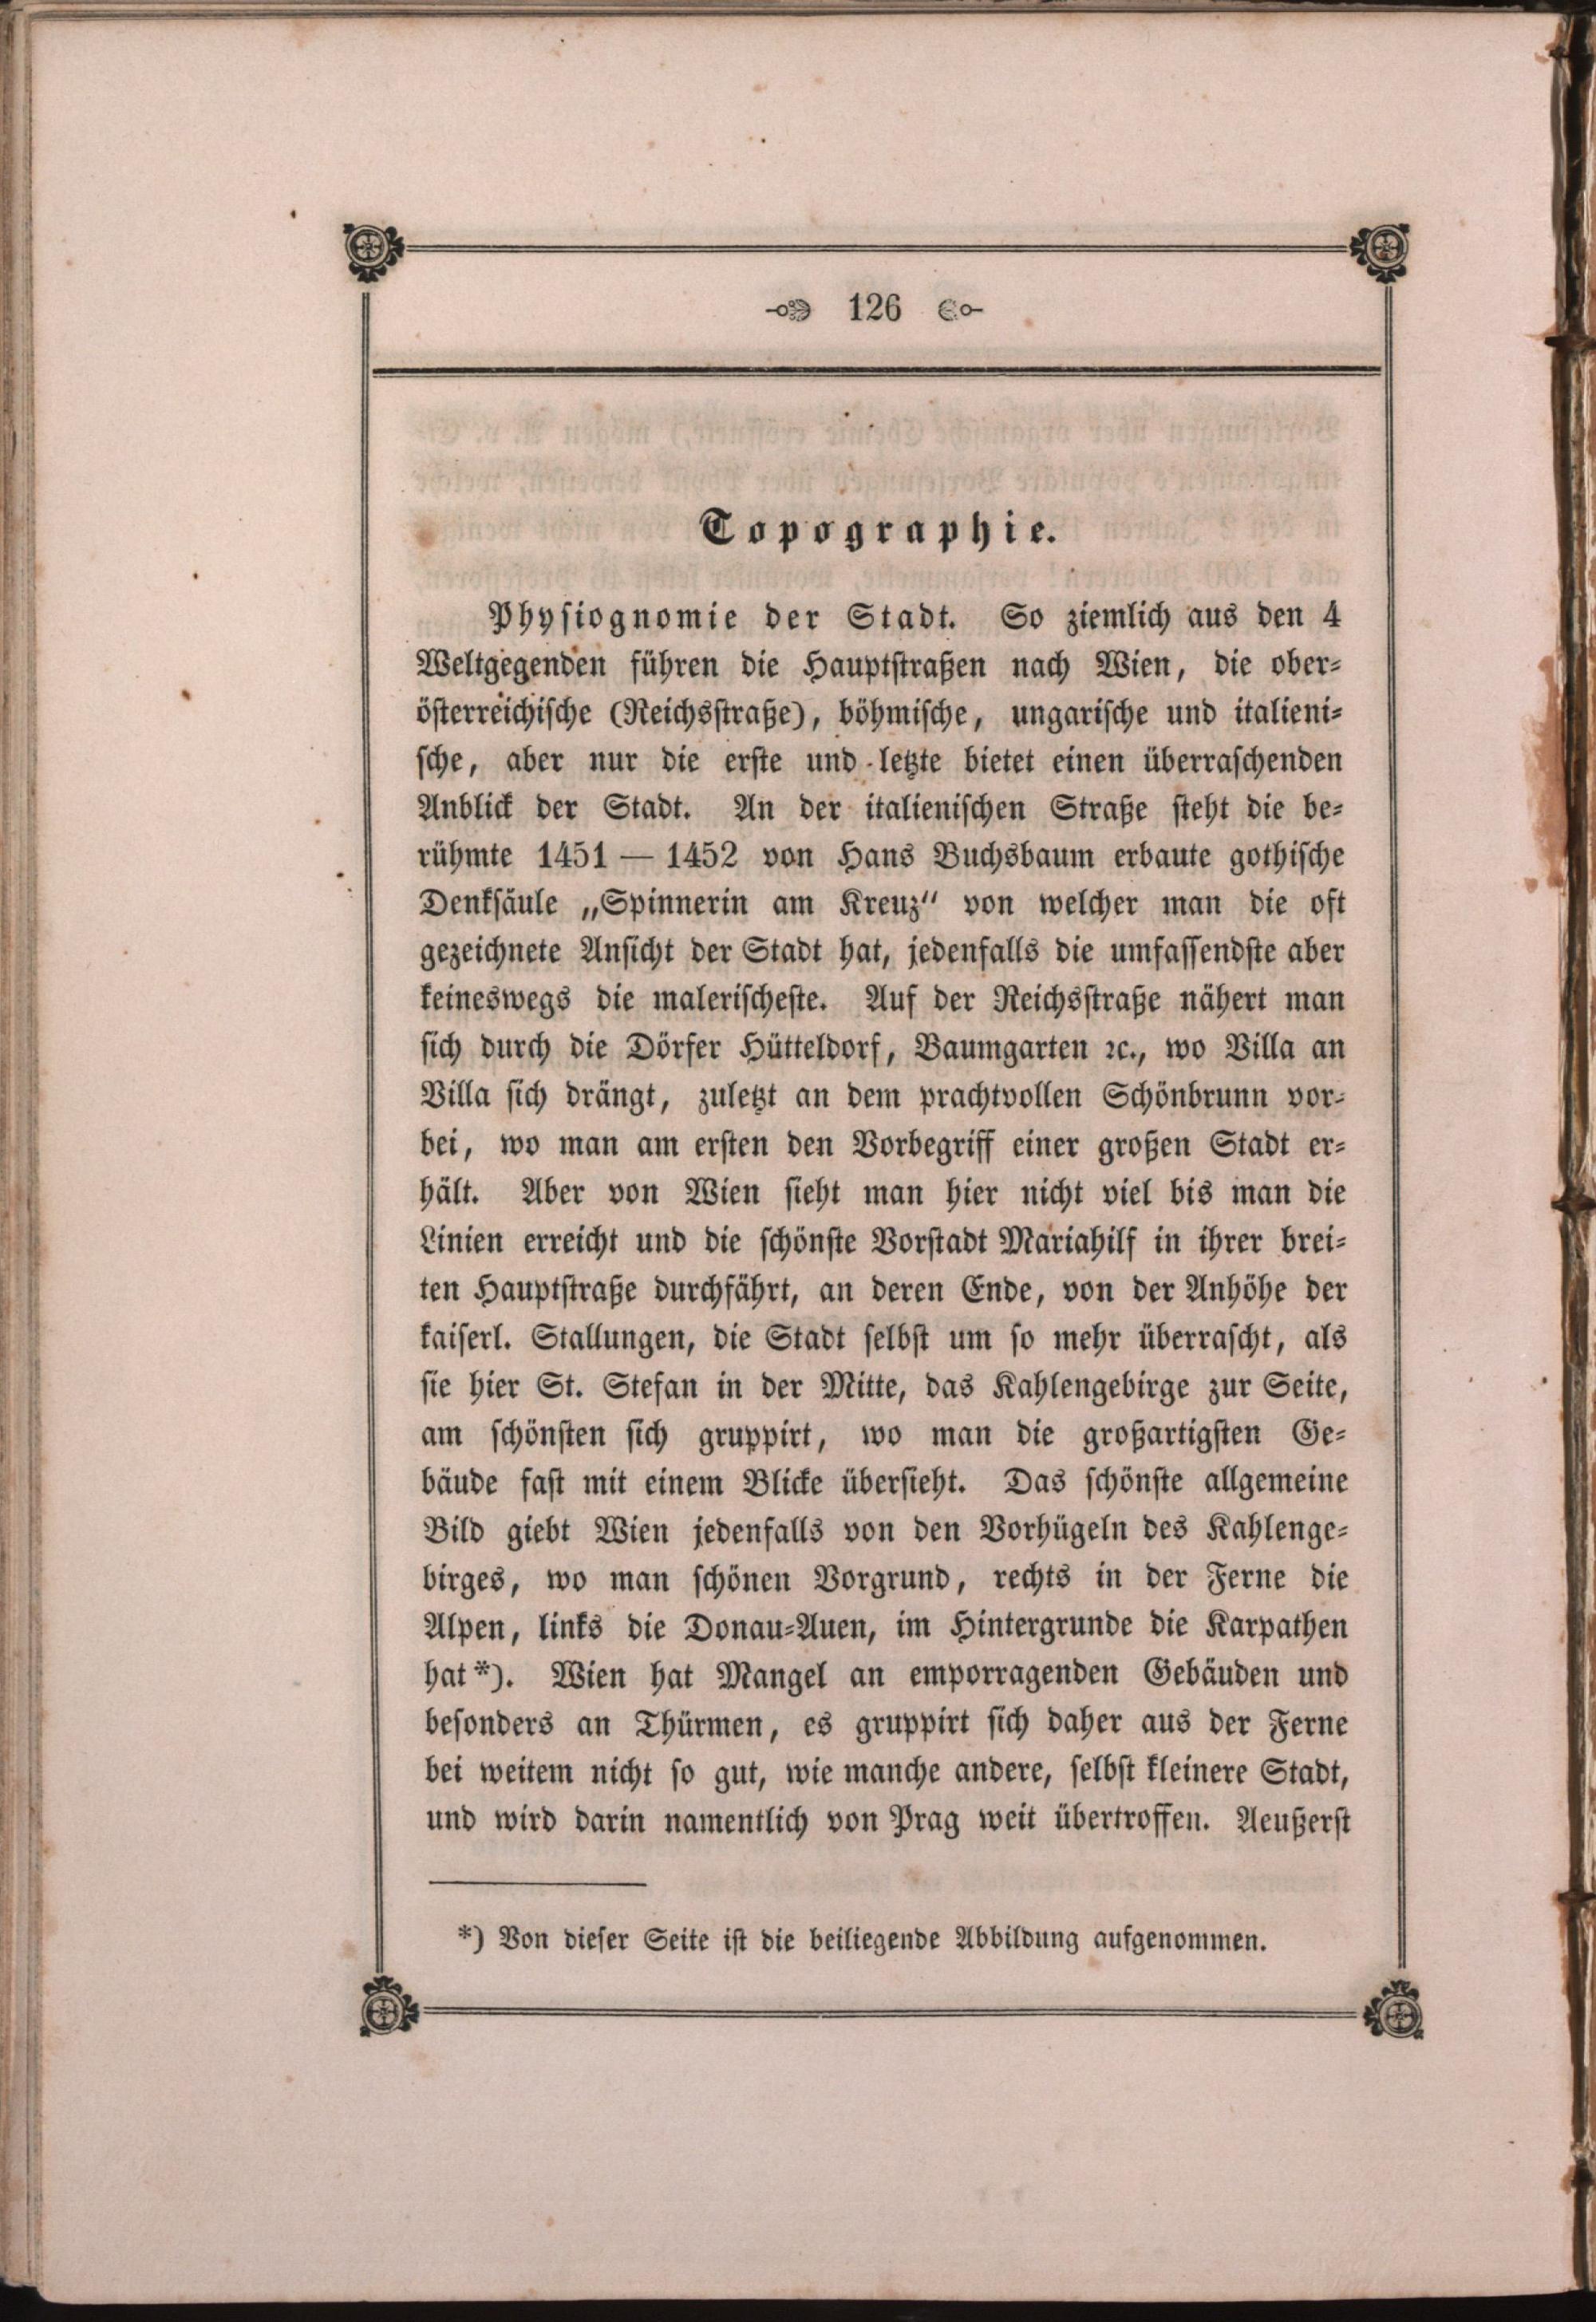 126
Topographie.
Physiognomie der Stadt. So ziemlich aus den 4
Weltgegenden führen die Hauptstraßen nach Wien, die ober-
österreichische (Reichsstraße), böhmische, ungarische und italieni-
sche, aber nur die erste und letzte bietet einen überraschenden
Anblick der Stadt. An der italienischen Straße steht die be-
rühmte 1451 — 1452 von Hans Buchsbaum erbaute gothische
Denksäule „Spinnerin am Kreuz" von welcher man die oft
gezeichnete Ansicht der Stadt hat, jedenfalls die umfassendste aber
keineswegs die malerischeste. Auf der Reichsstraße nähert man
sich durch die Dörfer Hütteldorf, Baumgarten ꝛc., wo Villa an
Villa sich drängt, zuletzt an dem prachtvollen Schönbrunn vor-
bei, wo man am ersten den Vorbegriff einer großen Stadt er-
hält. Aber von Wien sieht man hier nicht viel bis man die
Linien erreicht und die schönste Vorstadt Mariahilf in ihrer brei-
ten Hauptstraße durchfährt, an deren Ende, von der Anhöhe der
kaiserl. Stallungen, die Stadt selbst um so mehr überrascht, als
sie hier St. Stefan in der Mitte, das Kahlengebirge zur Seite,
am schönsten sich gruppirt, wo man die großartigsten Ge-
bäude fast mit einem Blicke übersieht. Das schönste allgemeine
Bild giebt Wien jedenfalls von den Vorhügeln des Kahlenge-
birges, wo man schönen Vorgrund, rechts in der Ferne die
Alpen, links die Donau-Auen, im Hintergrunde die Karpathen
hat *). Wien hat Mangel an emporragenden Gebäuden und
besonders an Thürmen, es gruppirt sich daher aus der Ferne
bei weitem nicht so gut, wie manche andere, selbst kleinere Stadt,
und wird darin namentlich von Prag weit übertroffen. Aeußerst
*) Von dieser Seite ist die beiliegende Abbildung aufgenommen.